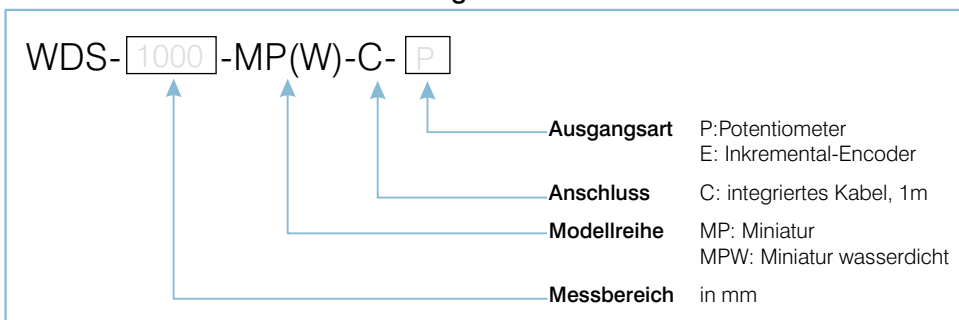 WDS- 1000 -MP(W)-C- P
Ausgangsart P:Potentiometer
E: Inkremental-Encoder
Anschluss C: integriertes Kabel, 1m
Modellreihe MP: Miniatur
MPW: Miniatur wasserdicht
Messbereich in mm